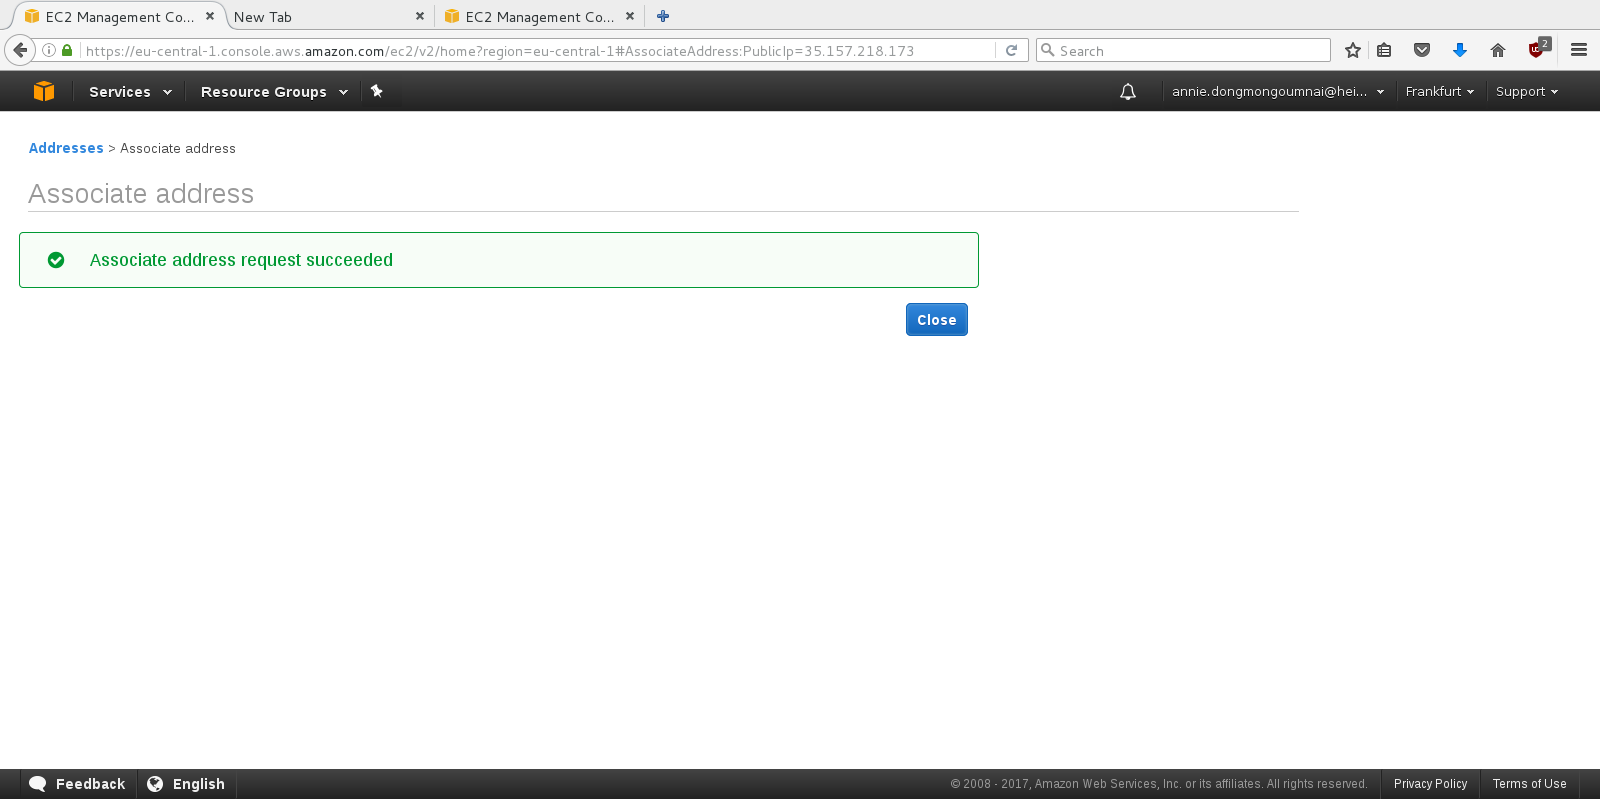 EC2 Management Co...
New Tab
EC2 Management Co...
https://eu-central-1.console.aws.amazon.com/ec2/v2/home?region=eu-central-1#AssociateAddress:PublicIp=35.157.218.173
Search
2
Services
Resource Groups
annie.dongmongoumnai@hei...
Frankfurt
Support
Addresses > Associate address
Associate address
Associate address request succeeded
Close
Feedback
English
© 2008 - 2017, Amazon Web Services, Inc. or its affiliates. All rights reserved.
Privacy Policy
Terms of Use